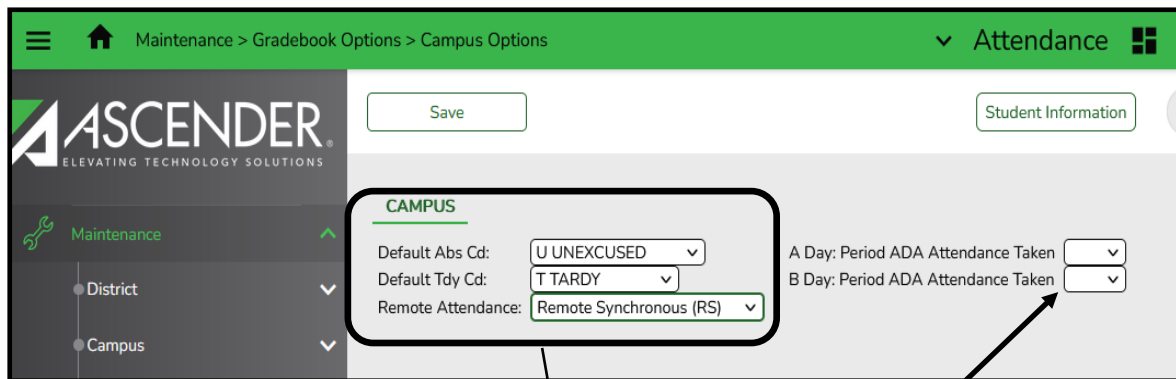 Maintenance > Gradebook Options > Campus Options
Attendance
ASCENDER.
ELEVATING TECHNOLOGY SOLUTIONS
Save
Student Information
Maintenance
District
Campus
CAMPUS
Default Abs Cd: U UNEXCUSED
Default Tdy Cd: T TARDY
Remote Attendance: Remote Synchronous (RS)
A Day: Period ADA Attendance Taken
B Day: Period ADA Attendance Taken